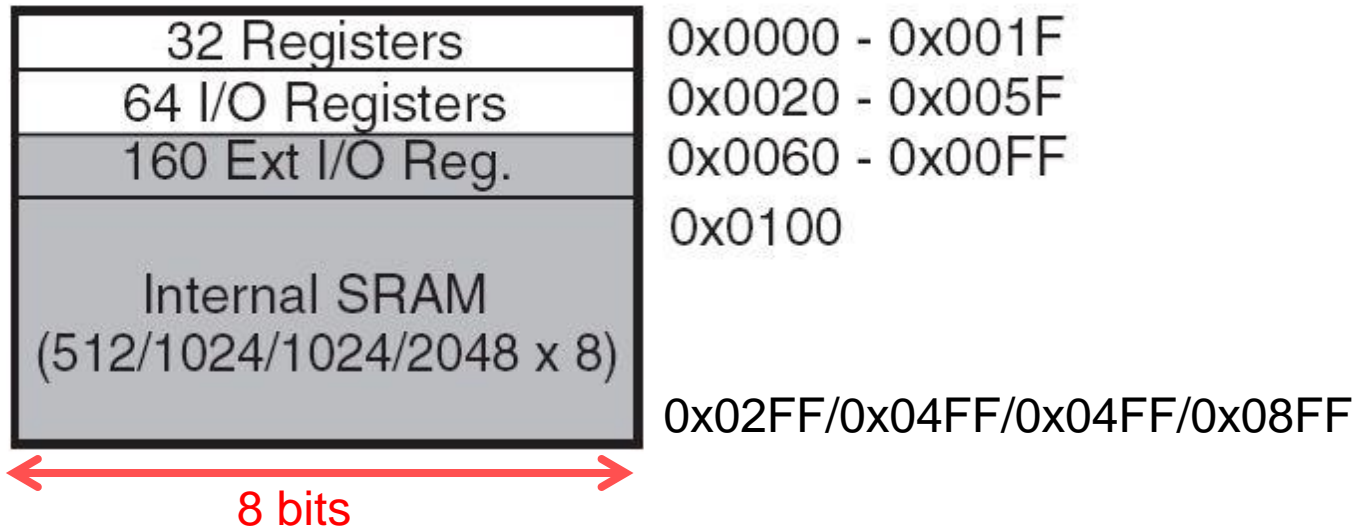 32 Registers 0x0000 - 0x001F
64 I/O Registers 0x0020 - 0x005F
160 Ext I/O Reg. 0x0060 - 0x00FF
0x0100
Internal SRAM
(512/1024/1024/2048 x 8)
0x02FF/0x04FF/0x04FF/0x08FF
8 bits